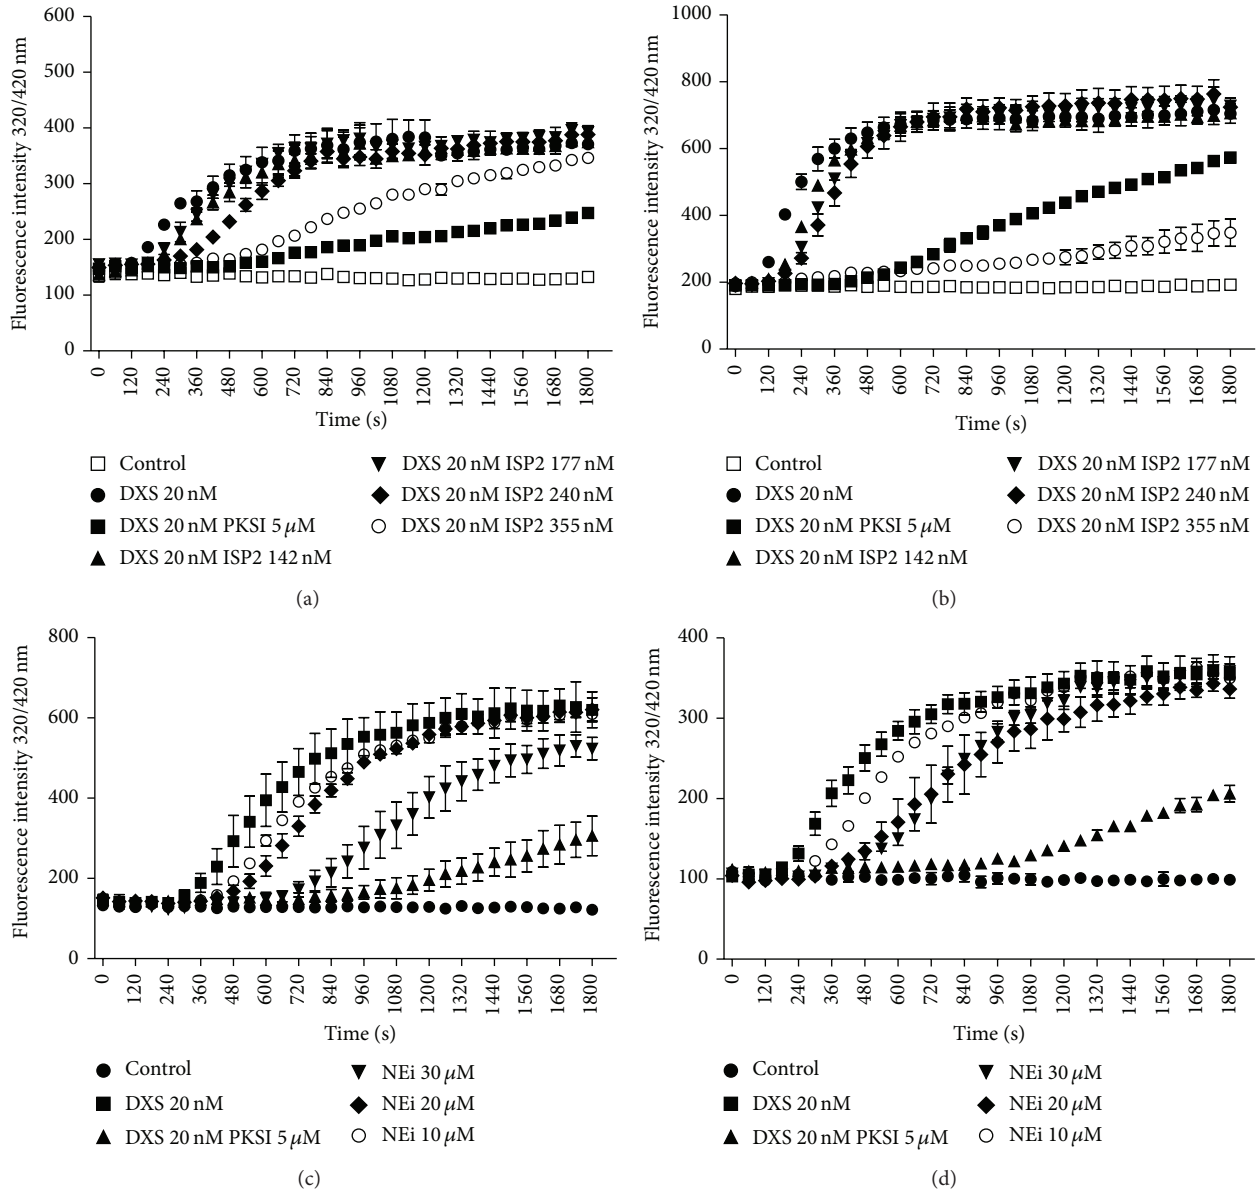 600
500
400
300
200
100
0
Fluorescence intensity 320/420 nm
0 120 240 360 480 600 720 840 960 1080 1200 1320 1440 1560 1680 1800
Time (s)
Control
DXS 20 nM
DXS 20 nM PKSI 5 μM
DXS 20 nM ISP2 142 nM
DXS 20 nM ISP2 177 nM
DXS 20 nM ISP2 240 nM
DXS 20 nM ISP2 355 nM
(a)
1000
800
600
400
200
0
Fluorescence intensity 320/420 nm
0 120 240 360 480 600 720 840 960 1080 1200 1320 1440 1560 1680 1800
Time (s)
Control
DXS 20 nM
DXS 20 nM PKSI 5 μM
DXS 20 nM ISP2 142 nM
DXS 20 nM ISP2 177 nM
DXS 20 nM ISP2 240 nM
DXS 20 nM ISP2 355 nM
(b)
800
600
400
200
0
Fluorescence intensity 320/420 nm
0 120 240 360 480 600 720 840 960 1080 1200 1320 1440 1560 1680 1800
Time (s)
Control
DXS 20 nM
DXS 20 nM PKSI 5 μM
NEi 30 μM
NEi 20 μM
NEi 10 μM
(c)
400
300
200
100
0
Fluorescence intensity 320/420 nm
0 120 240 360 480 600 720 840 960 1080 1200 1320 1440 1560 1680 1800
Time (s)
Control
DXS 20 nM
DXS 20 nM PKSI 5 μM
NEi 30 μM
NEi 20 μM
NEi 10 μM
(d)